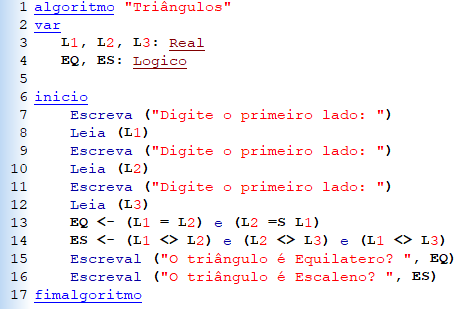 1 algoritmo "Triângulos"
2 var
3 L1, L2, L3: Real
4 EQ, ES: Logico
5
6 inicio
7 Escreva ("Digite o primeiro lado: ")
8 Leia (L1)
9 Escreva ("Digite o primeiro lado: ")
10 Leia (L2)
11 Escreva ("Digite o primeiro lado: ")
12 Leia (L3)
13 EQ <- (L1 = L2) e (L2 =S L1)
14 ES <- (L1 <> L2) e (L2 <> L3) e (L1 <> L3)
15 Escreval ("O triângulo é Equilatero? ", EQ)
16 Escreval ("O triângulo é Escaleno? ", ES)
17 fimalgoritmo